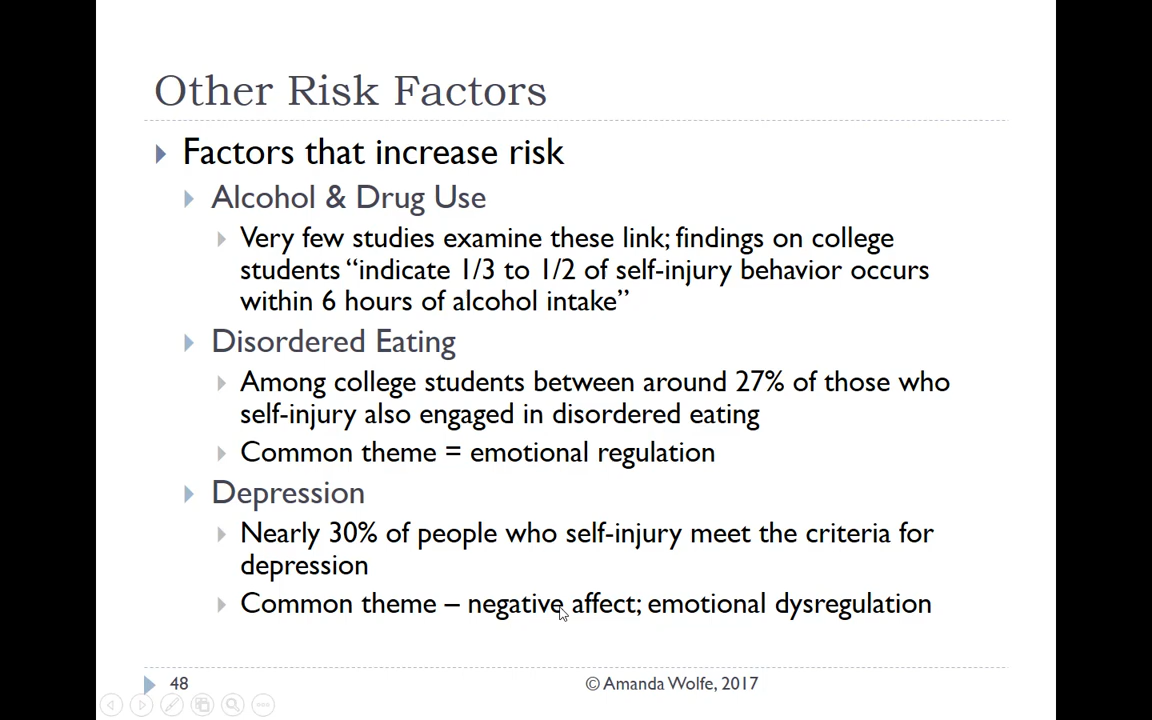 Other Risk Factors
Factors that increase risk
Alcohol & Drug Use
Very few studies examine these link; findings on college
students “indicate 1/3 to 1/2 of self-injury behavior occurs
within 6 hours of alcohol intake”
Disordered Eating
Among college students between around 27% of those who
self-injury also engaged in disordered eating
Common theme = emotional regulation
Depression
Nearly 30% of people who self-injury meet the criteria for
depression
Common theme – negative affect; emotional dysregulation
48
© Amanda Wolfe, 2017